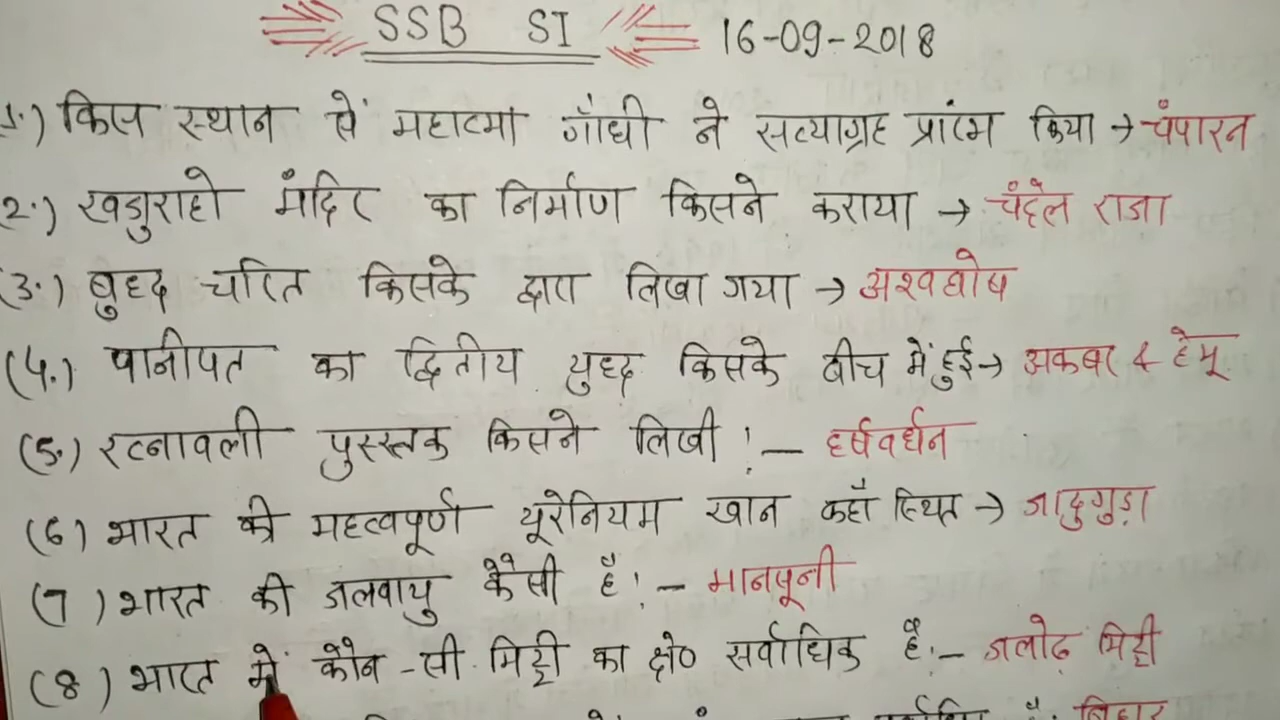 SSB SI 16-09-2018
1.) किस स्थान से महात्मा गाँधी ने सत्याग्रह प्रारंभ किया → चंपारन
2.) खजुराहो मंदिर का निर्माण किसने कराया → चंदेल राजा
(3.) बुध्द चरित किसके द्वारा लिखा गया → अश्वघोष
(4.) पानीपत का द्वितीय युध्द किसके बीच में हुई → अकबर & हेमू
(5.) रत्नावली पुस्तक किसने लिखी !— हर्षवर्धन
(6) भारत की महत्वपूर्ण यूरेनियम खान कहाँ स्थित → जादुगुड़ा
(7) भारत की जलवायु कैसी है !— मानसूनी
(8) भारत में कौन-सी मिट्टी का क्षे० सर्वाधिक है !— जलोढ़ मिट्टी
है बिहार